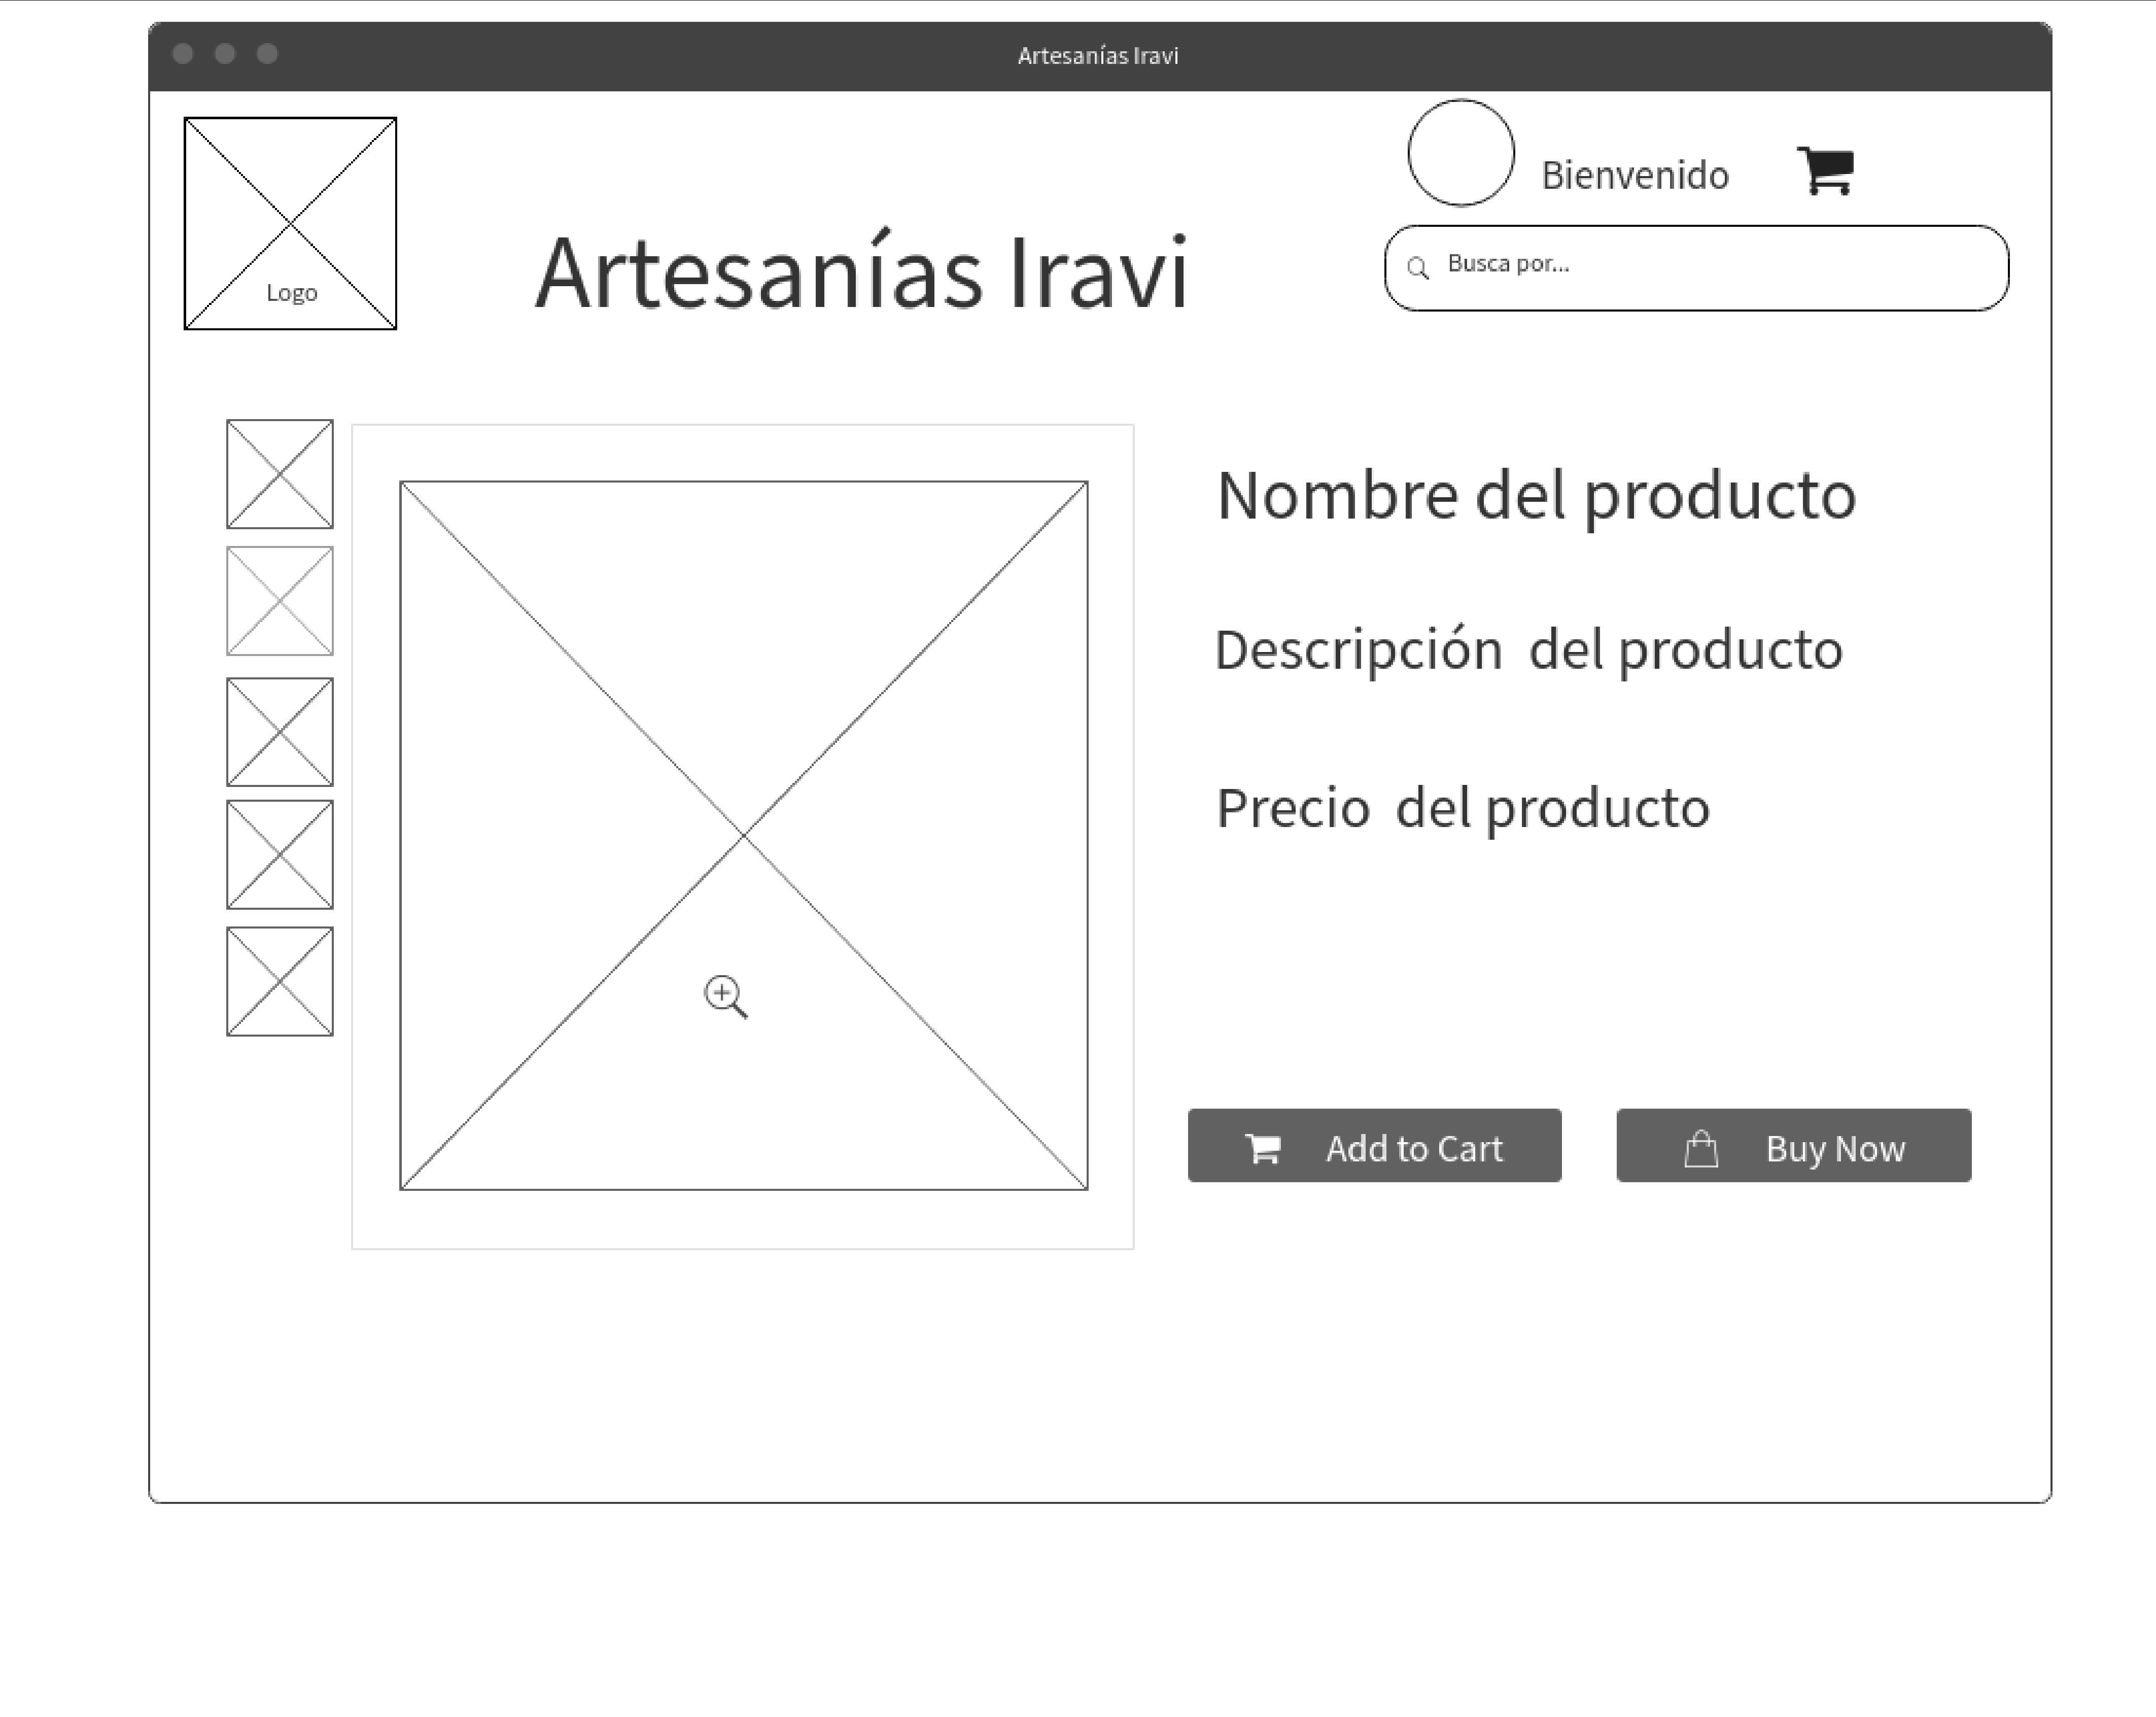 Artesanías Iravi
Logo
Artesanías Iravi
Bienvenido
Busca por...
Nombre del producto
Descripción  del producto
Precio  del producto
Add to Cart
Buy Now